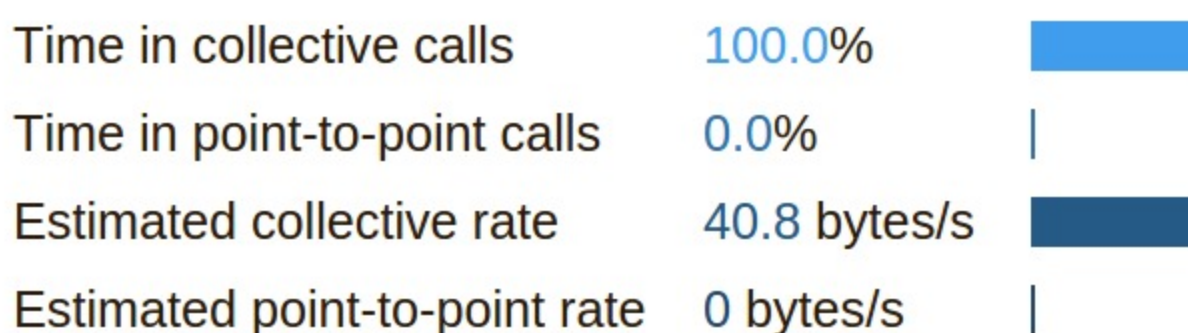 Time in collective calls 100.0%
Time in point-to-point calls 0.0%
Estimated collective rate 40.8 bytes/s
Estimated point-to-point rate 0 bytes/s